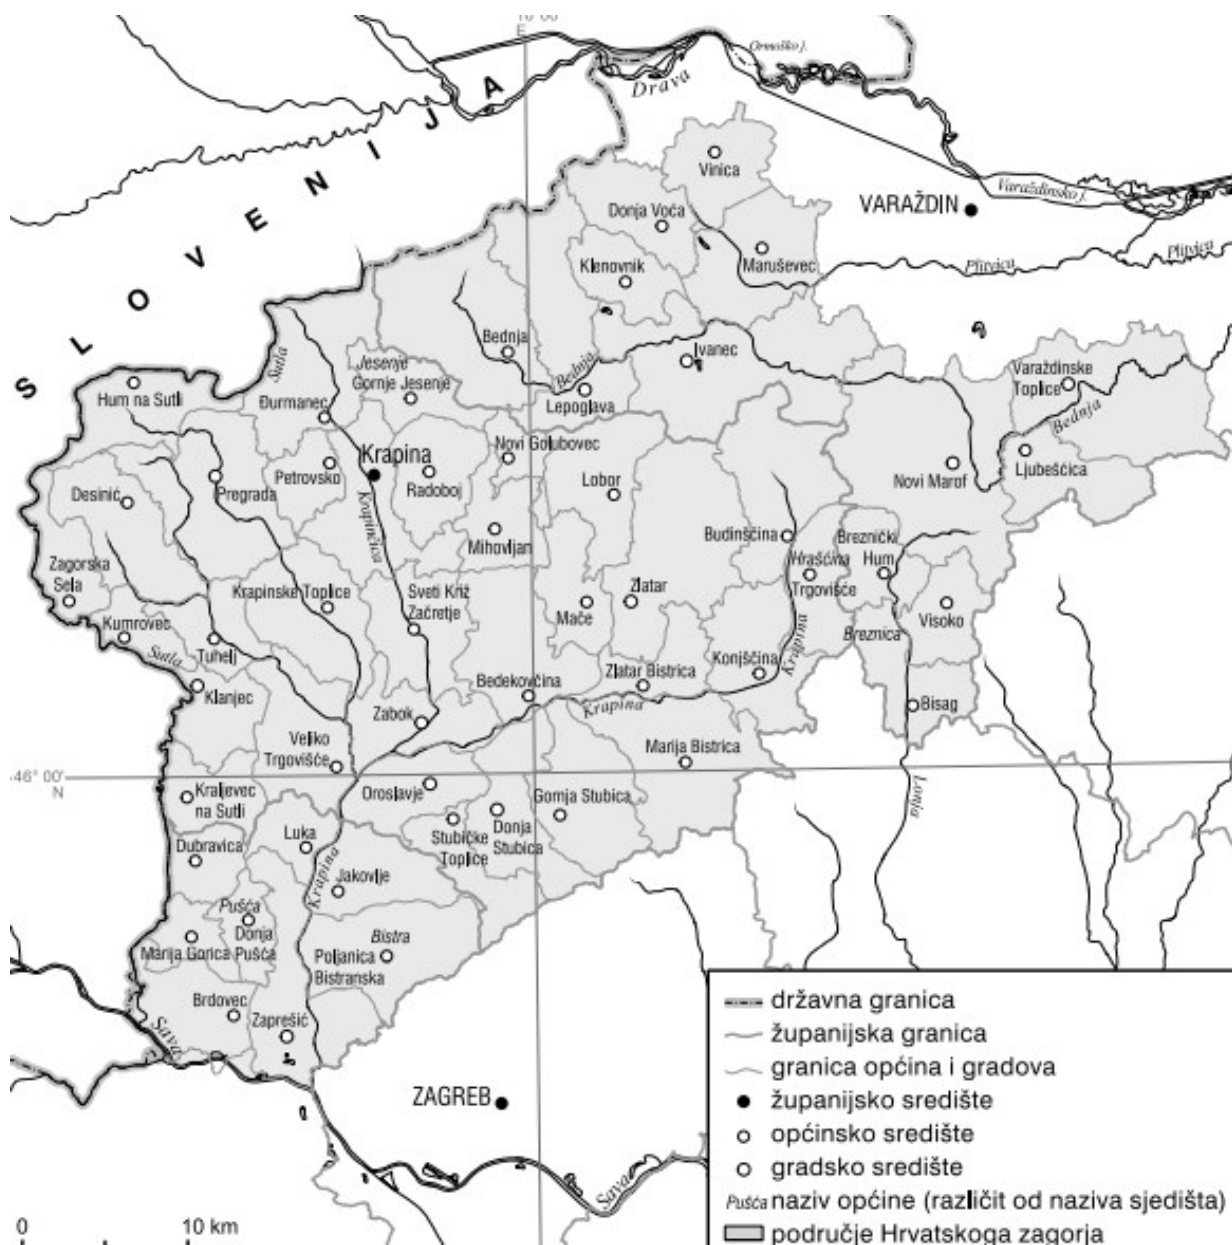 16°00'
E
Ormoško j.
Drava
SLOVENIJA
Vinica
VARAŽDIN
Varaždinsko j.
Donja Voća
Plitvica
Plitvica
Maruševec
Klenovnik
Bednja
Ivanec
Sutla
Jesenje
Gornje Jesenje
Bednja
Varaždinske
Toplice
Hum na Sutli
Đurmanec
Lepoglava
Bednja
Novi Golubovec
Krapina
Petrovsko
Radoboj
Lobor
Ljubešćica
Novi Marof
Desinić
Pregrada
Krapinčica
Mihovljan
Budinščina
Breznički
Hum
Hrašćina
Trgovišće
Zagorska
Sela
Krapinske Toplice
Sveti Križ
Začretje
Zlatar
Mače
Visoko
Kumrovec
Tuhelj
Breznica
Krapina
Sutla
Klanjec
Bedekovčina
Zlatar Bistrica
Konjščina
Krapina
Bisag
Zabok
Veliko
Trgovišće
Marija Bistrica
46° 00'
N
Kraljevec
na Sutli
Oroslavje
Gornja Stubica
Lonja
Luka
Stubičke
Toplice
Donja
Stubica
Dubravica
Krapina
Jakovlje
Pušća
Donja
Pušća
Marija Gorica
Bistra
Poljanica
Bistranska
Brdovec
Zaprešić
Sava
ZAGREB
Sava
0 10 km
državna granica
županijska granica
granica općina i gradova
županijsko središte
općinsko središte
gradsko središte
Pušća naziv općine (različit od naziva sjedišta)
područje Hrvatskoga zagorja